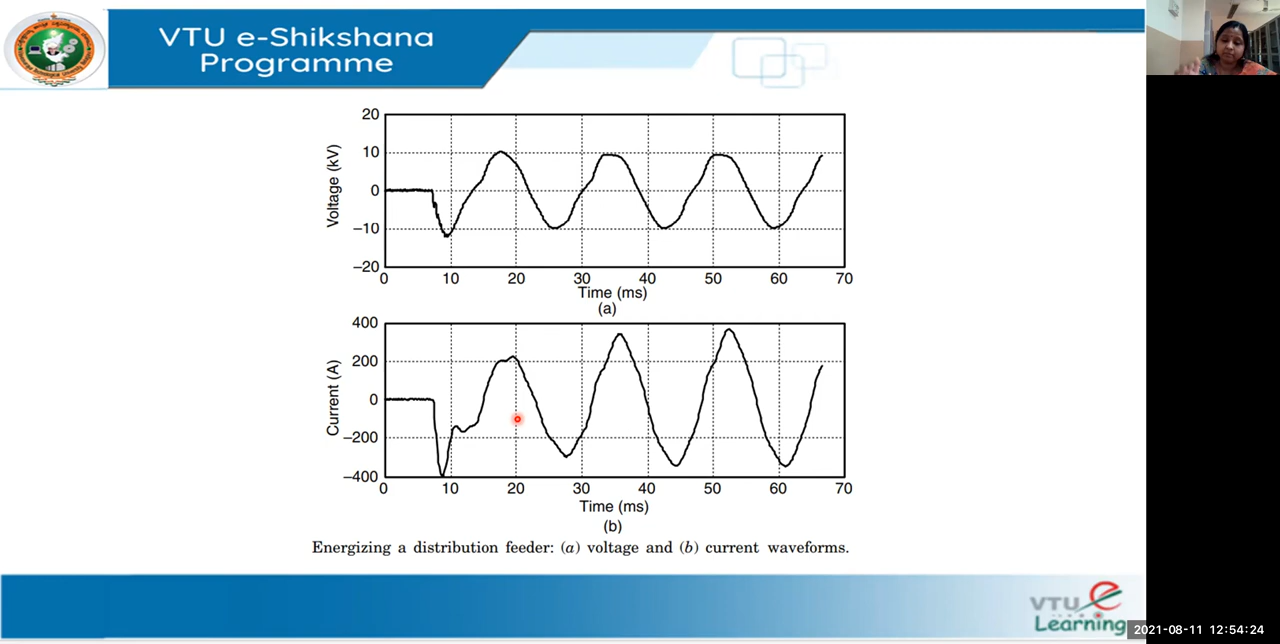 VTU e-Shikshana
Programme
20
10
0
–10
–20
Voltage (kV)
0 10 20 30 40 50 60 70
Time (ms)
(a)
400
200
0
–200
–400
Current (A)
0 10 20 30 40 50 60 70
Time (ms)
(b)
Energizing a distribution feeder: (a) voltage and (b) current waveforms.
VTU e
Learning
2021-08-11 12:54:24